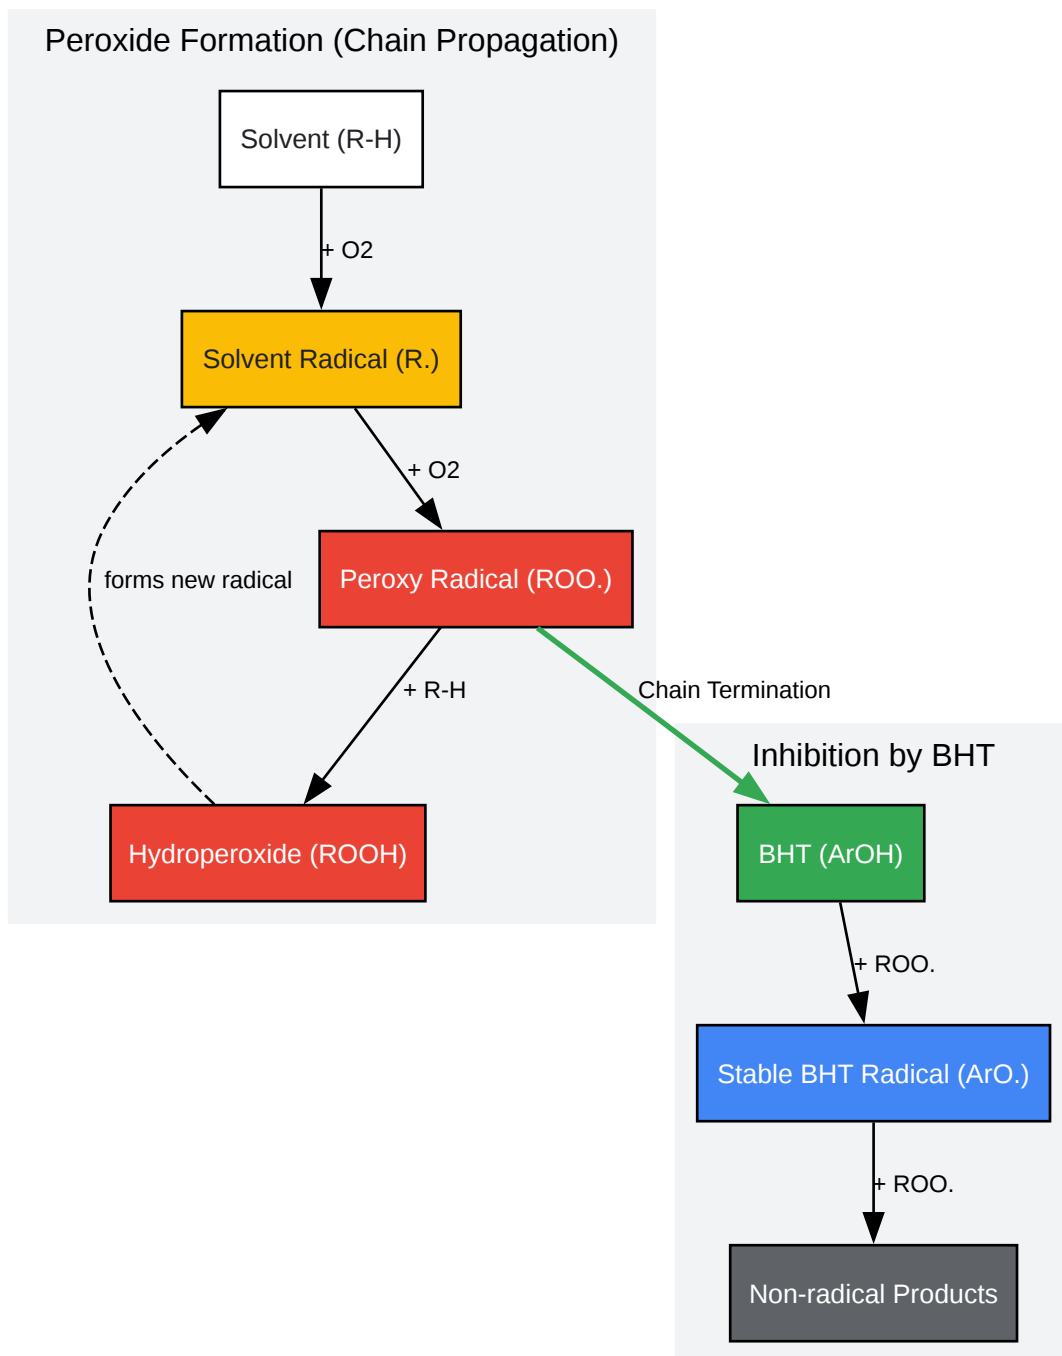 Peroxide Formation (Chain Propagation)
Solvent (R-H)
+ O2
Solvent Radical (R.)
+ O2
forms new radical
Peroxy Radical (ROO.)
+ R-H
Chain Termination
Hydroperoxide (ROOH)
Inhibition by BHT
BHT (ArOH)
+ ROO.
Stable BHT Radical (ArO.)
+ ROO.
Non-radical Products